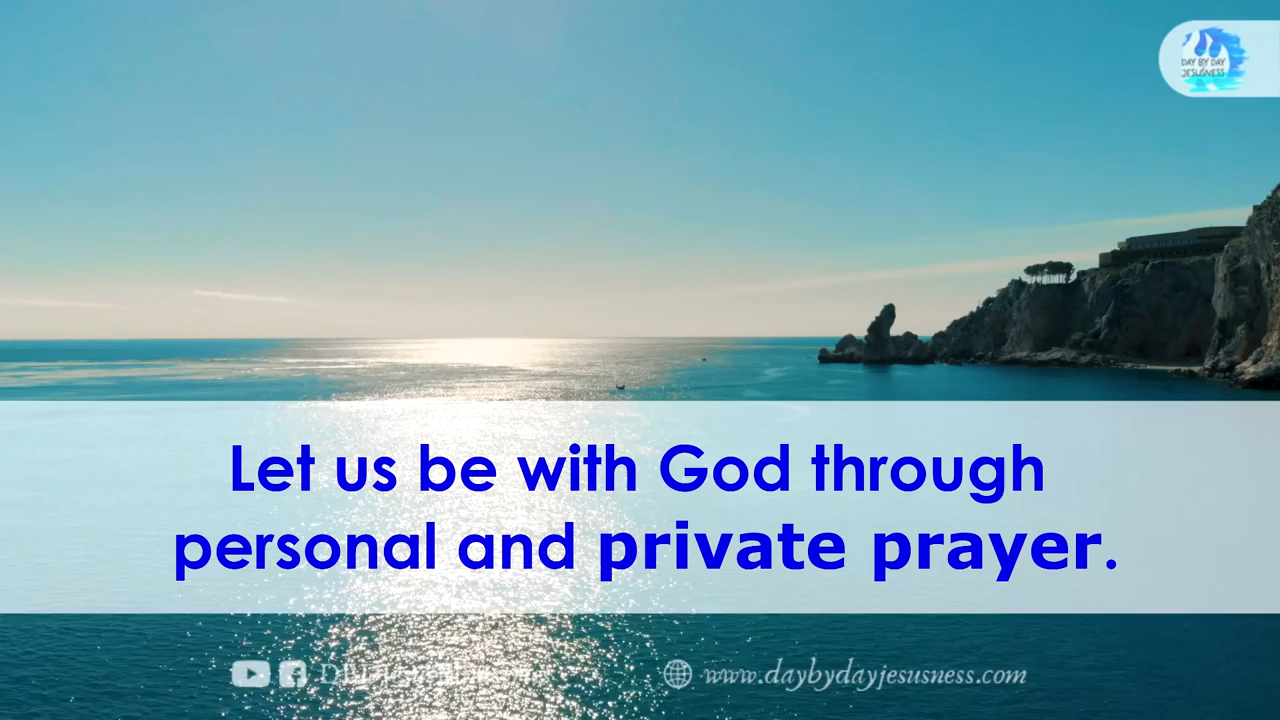 DAY BY DAY
JESUSNESS
Let us be with God through
personal and private prayer.
www.daybydayjesusness.com